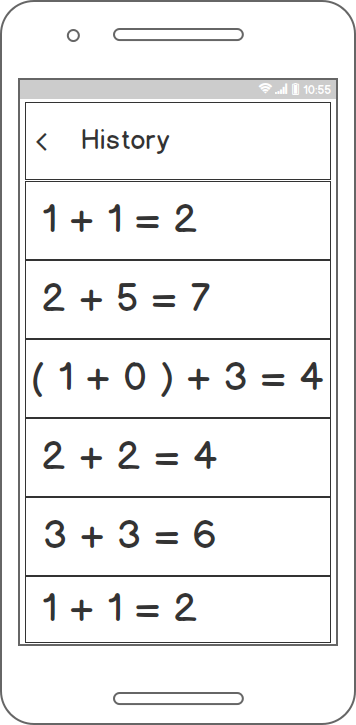 10:55
History
1 + 1 = 2
2 + 5 = 7
( 1 + 0 ) + 3 = 4
2 + 2 = 4
3 + 3 = 6
1 + 1 = 2